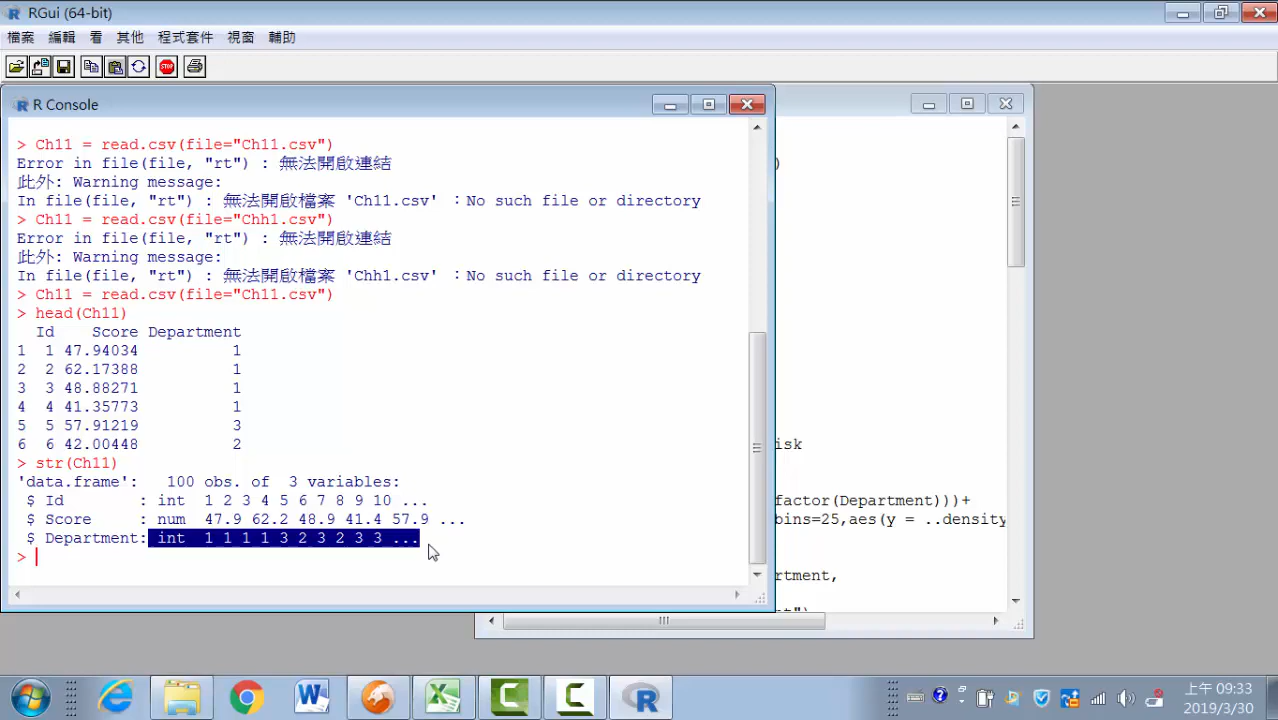 RGui (64-bit)
檔案 編輯 看 其他 程式套件 視窗 輔助
STOP
R Console
> Ch11 = read.csv(file="Ch11.csv")
Error in file(file, "rt") : 無法開啟連結
此外: Warning message:
In file(file, "rt") : 無法開啟檔案 'Ch11.csv' ：No such file or directory
> Ch11 = read.csv(file="Chh1.csv")
Error in file(file, "rt") : 無法開啟連結
此外: Warning message:
In file(file, "rt") : 無法開啟檔案 'Chh1.csv' ：No such file or directory
> Ch11 = read.csv(file="Ch11.csv")
> head(Ch11)
Id Score Department
1 1 47.94034 1
2 2 62.17388 1
3 3 48.88271 1
4 4 41.35773 1
5 5 57.91219 3
6 6 42.00448 2
> str(Ch11)
'data.frame': 100 obs. of 3 variables:
$ Id : int 1 2 3 4 5 6 7 8 9 10 ...
$ Score : num 47.9 62.2 48.9 41.4 57.9 ...
$ Department: int 1 1 1 1 3 2 3 2 3 3 ...
>
)
isk
factor(Department)))+
bins=25,aes(y = ..density
rtment,
nt")
上午 09:33
2019/3/30